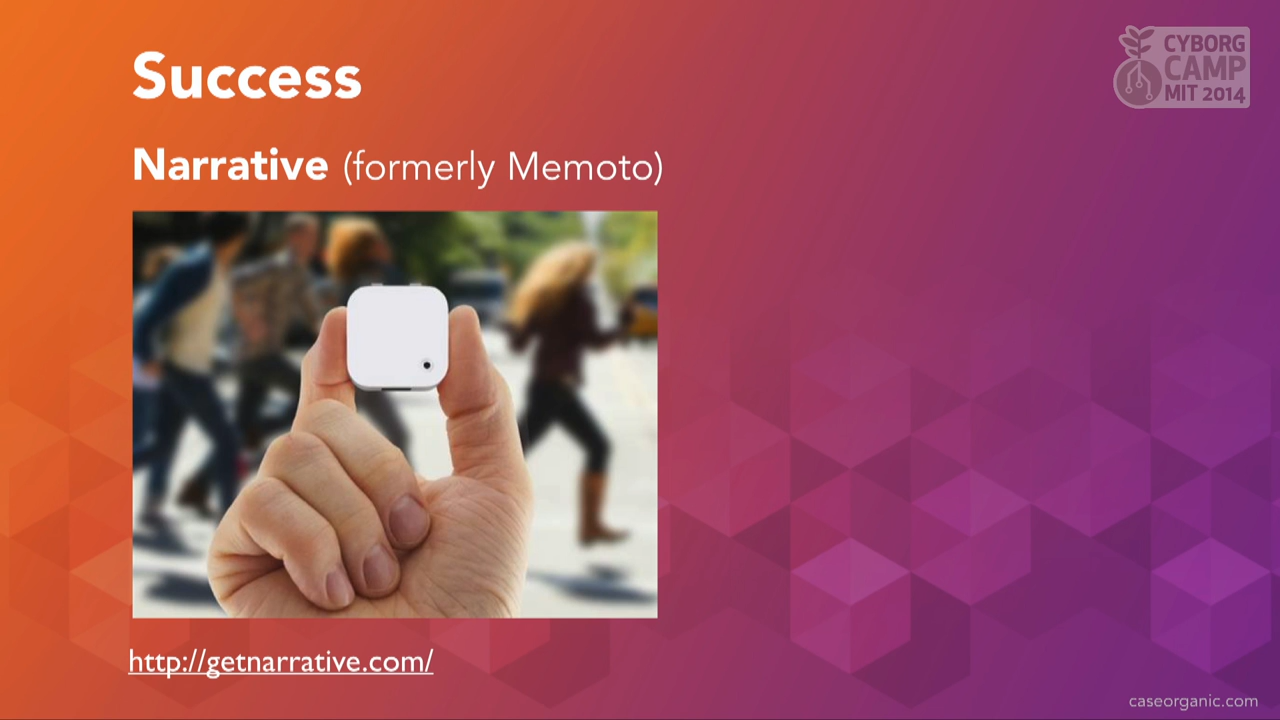 Success
CYBORG
CAMP
MIT 2014
Narrative (formerly Memoto)
http://getnarrative.com/
caseorganic.com